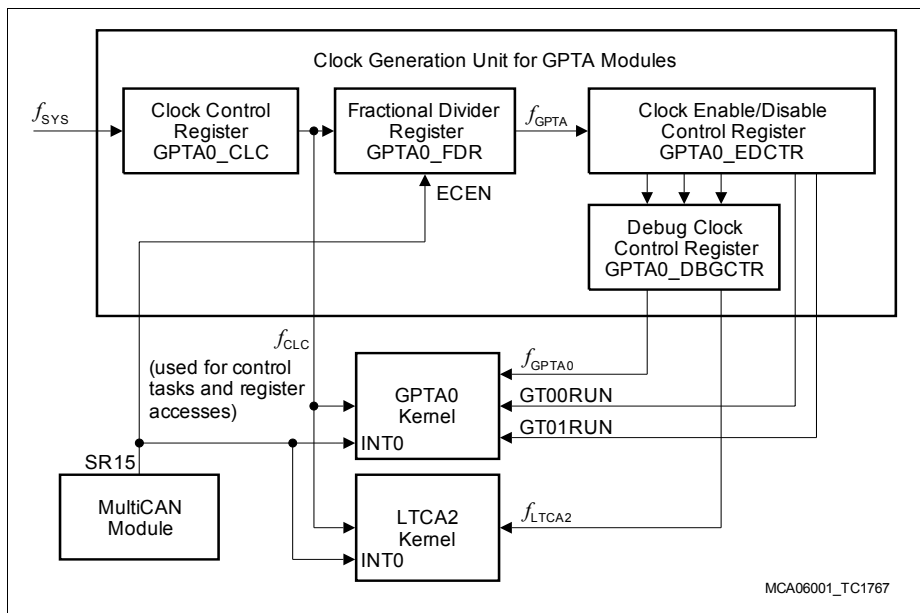 Clock Generation Unit for GPTA Modules
fSYS
Clock Control
Register
GPTA0_CLC
Fractional Divider
Register
GPTA0_FDR
fGPTA
Clock Enable/Disable
Control Register
GPTA0_EDCTR
ECEN
Debug Clock
Control Register
GPTA0_DBGCTR
fCLC
(used for control
tasks and register
accesses)
fGPTA0
GPTA0
Kernel
GT00RUN
GT01RUN
INT0
SR15
MultiCAN
Module
LTCA2
Kernel
fLTCA2
INT0
MCA06001_TC1767